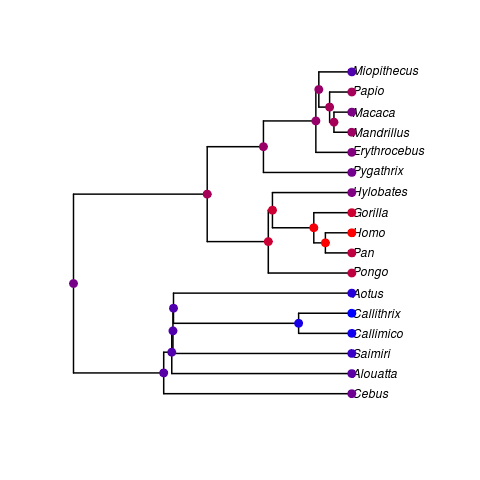 Miopithecus
Papio
Macaca
Mandrillus
Erythrocebus
Pygathrix
Hylobates
Gorilla
Homo
Pan
Pongo
Aotus
Callithrix
Callimico
Saimiri
Alouatta
Cebus